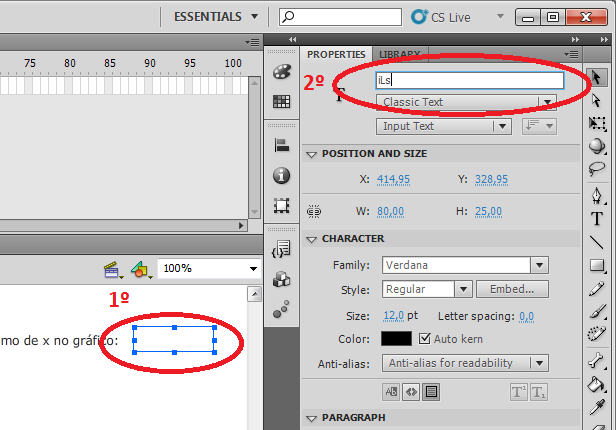 ESSENTIALS
CS Live
75 80 85 90 95 100
PROPERTIES LIBRARY
2º
iLs
T
Classic Text
Input Text
POSITION AND SIZE
X: 414,95 Y: 328,95
W: 80,00 H: 25,00
CHARACTER
Family: Verdana
Style: Regular Embed...
Size: 12,0 pt Letter spacing: 0,0
Color: Auto kern
Anti-alias: Anti-alias for readability
PARAGRAPH
100%
1º
mo de x no gráfico: